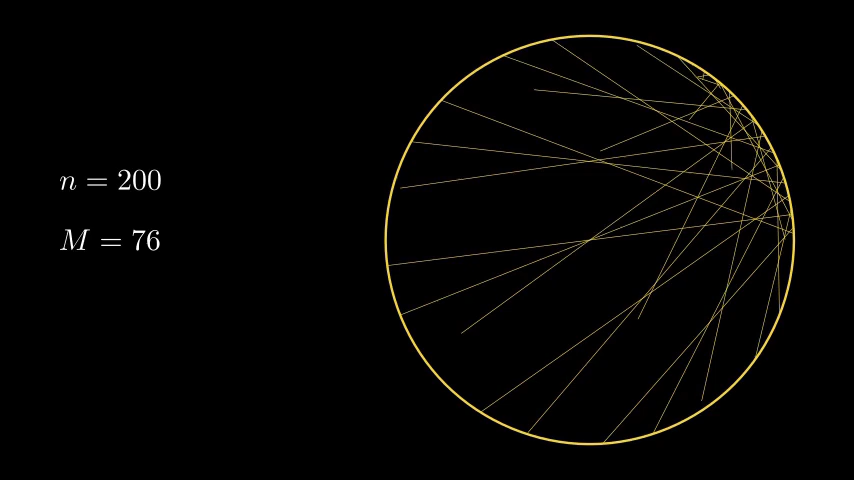 n = 200
M = 76